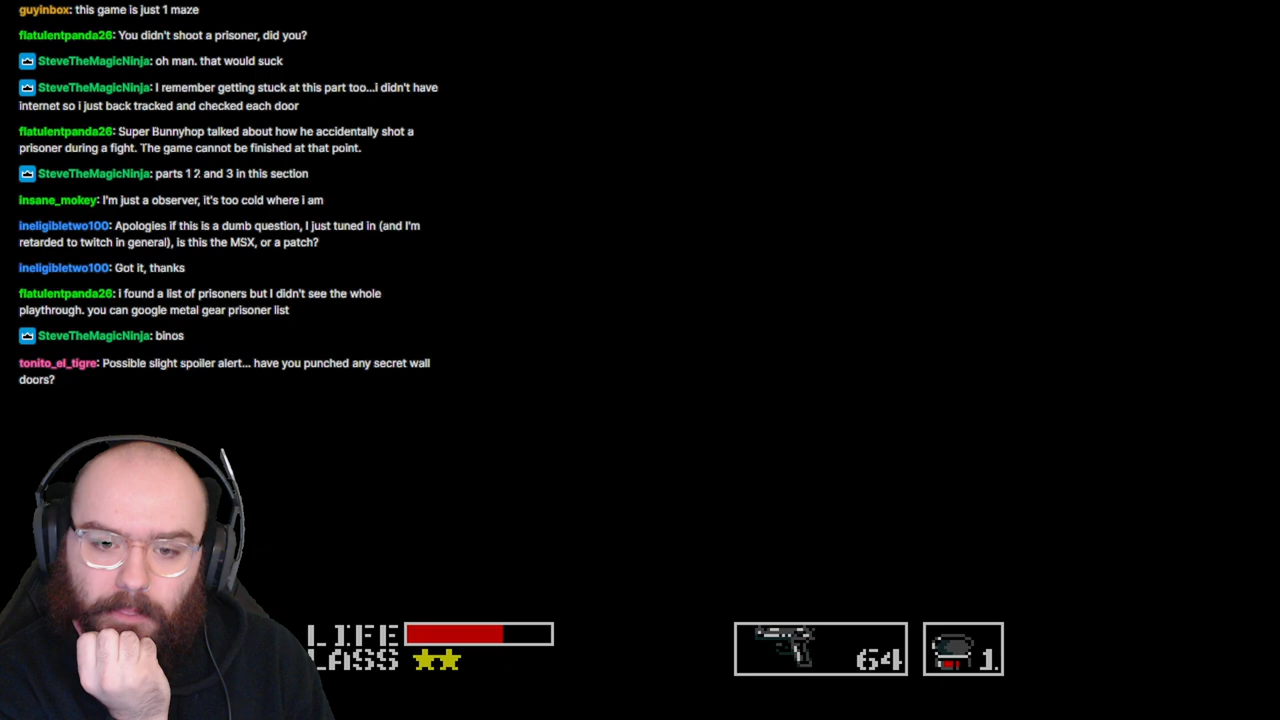 guyinbox: this game is just 1 maze
flatulentpanda26: You didn't shoot a prisoner, did you?
SteveTheMagicNinja: oh man. that would suck
SteveTheMagicNinja: I remember getting stuck at this part too...i didn't have
internet so i just back tracked and checked each door
flatulentpanda26: Super Bunnyhop talked about how he accidentally shot a
prisoner during a fight. The game cannot be finished at that point.
SteveTheMagicNinja: parts 1 2 and 3 in this section
insane_mokey: I'm just a observer, it's too cold where i am
ineligibletwo100: Apologies if this is a dumb question, I just tuned in (and I'm
retarded to twitch in general), is this the MSX, or a patch?
ineligibletwo100: Got it, thanks
flatulentpanda26: i found a list of prisoners but I didn't see the whole
playthrough. you can google metal gear prisoner list
SteveTheMagicNinja: binos
tonito_el_tigre: Possible slight spoiler alert... have you punched any secret wall
doors?
LIFE
LASS
64
1